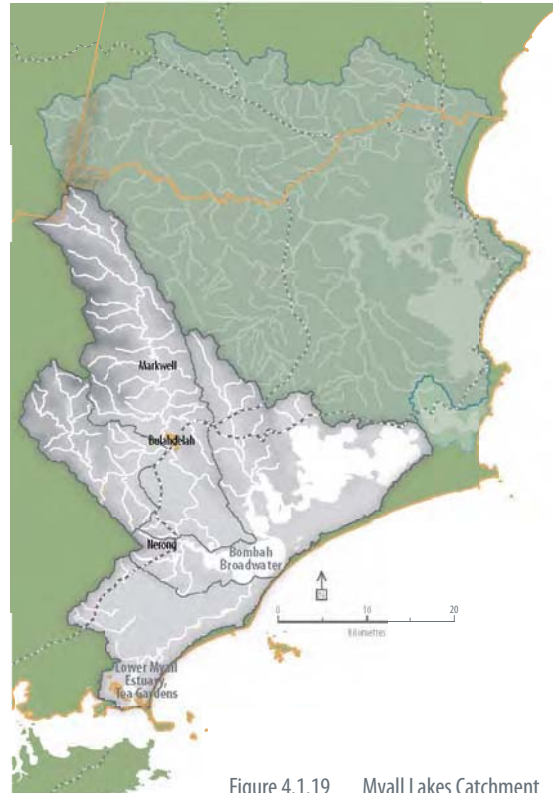 Markwell
Bulahdelah
Nerong
Bombah
Broadwater
0 10 20
Kilometres
Lower Myall
Estuary,
Tea Gardens
Figure 4.1.19 Myall Lakes Catchment